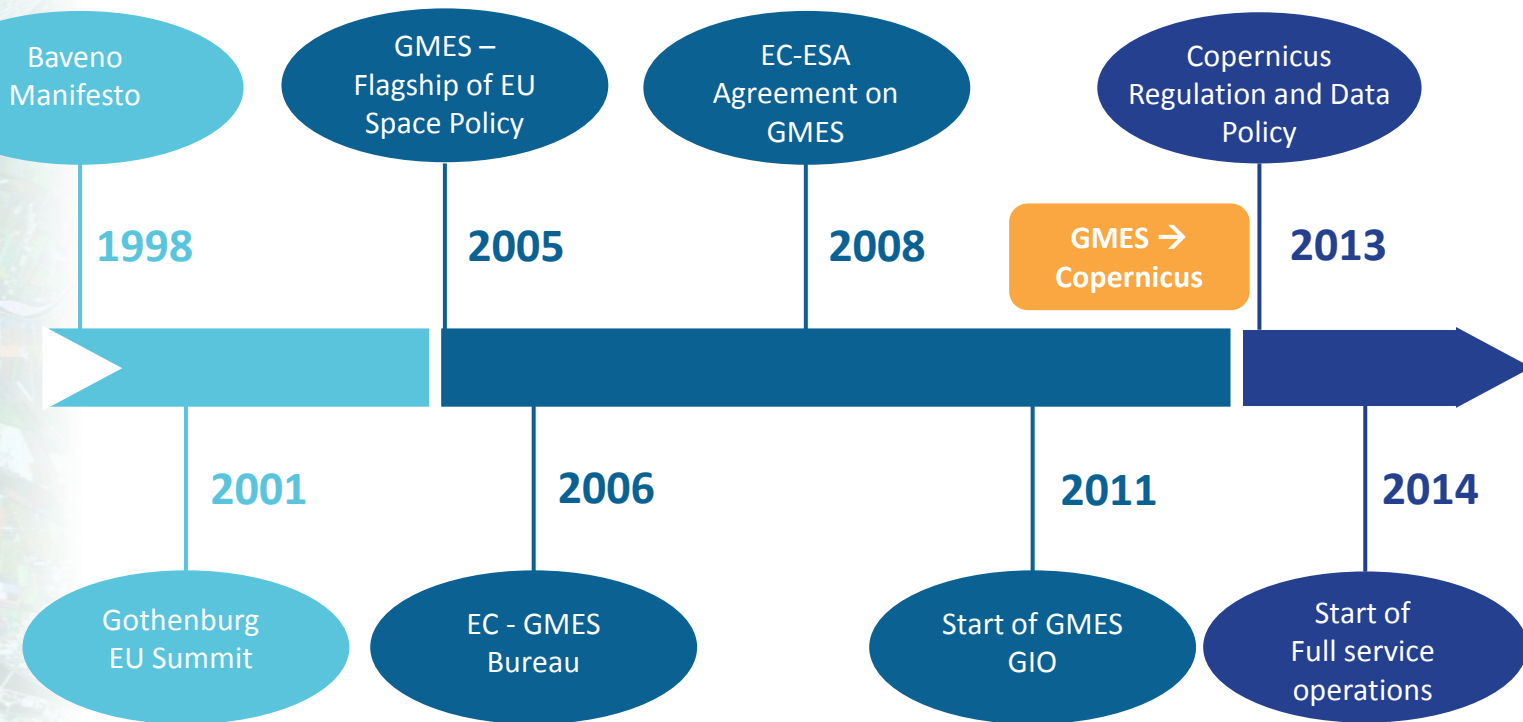 Baveno
Manifesto
GMES –
Flagship of EU
Space Policy
EC-ESA
Agreement on
GMES
Copernicus
Regulation and Data
Policy
1998
2005
2008
GMES →
Copernicus
2013
2001
2006
2011
2014
Gothenburg
EU Summit
EC - GMES
Bureau
Start of GMES
GIO
Start of
Full service
operations